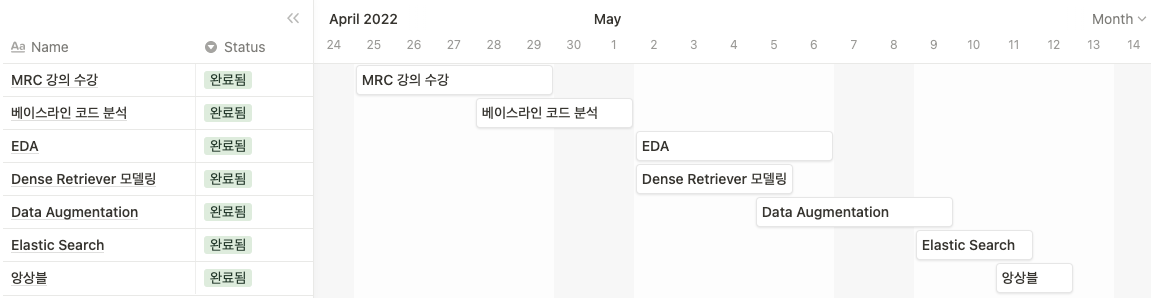 April 2022 May Month
Aa Name Status 24 25 26 27 28 29 30 1 2 3 4 5 6 7 8 9 10 11 12 13 14
MRC 강의 수강 완료됨 MRC 강의 수강
베이스라인 코드 분석 완료됨 베이스라인 코드 분석
EDA 완료됨 EDA
Dense Retriever 모델링 완료됨 Dense Retriever 모델링
Data Augmentation 완료됨 Data Augmentation
Elastic Search 완료됨 Elastic Search
앙상블 완료됨 앙상블